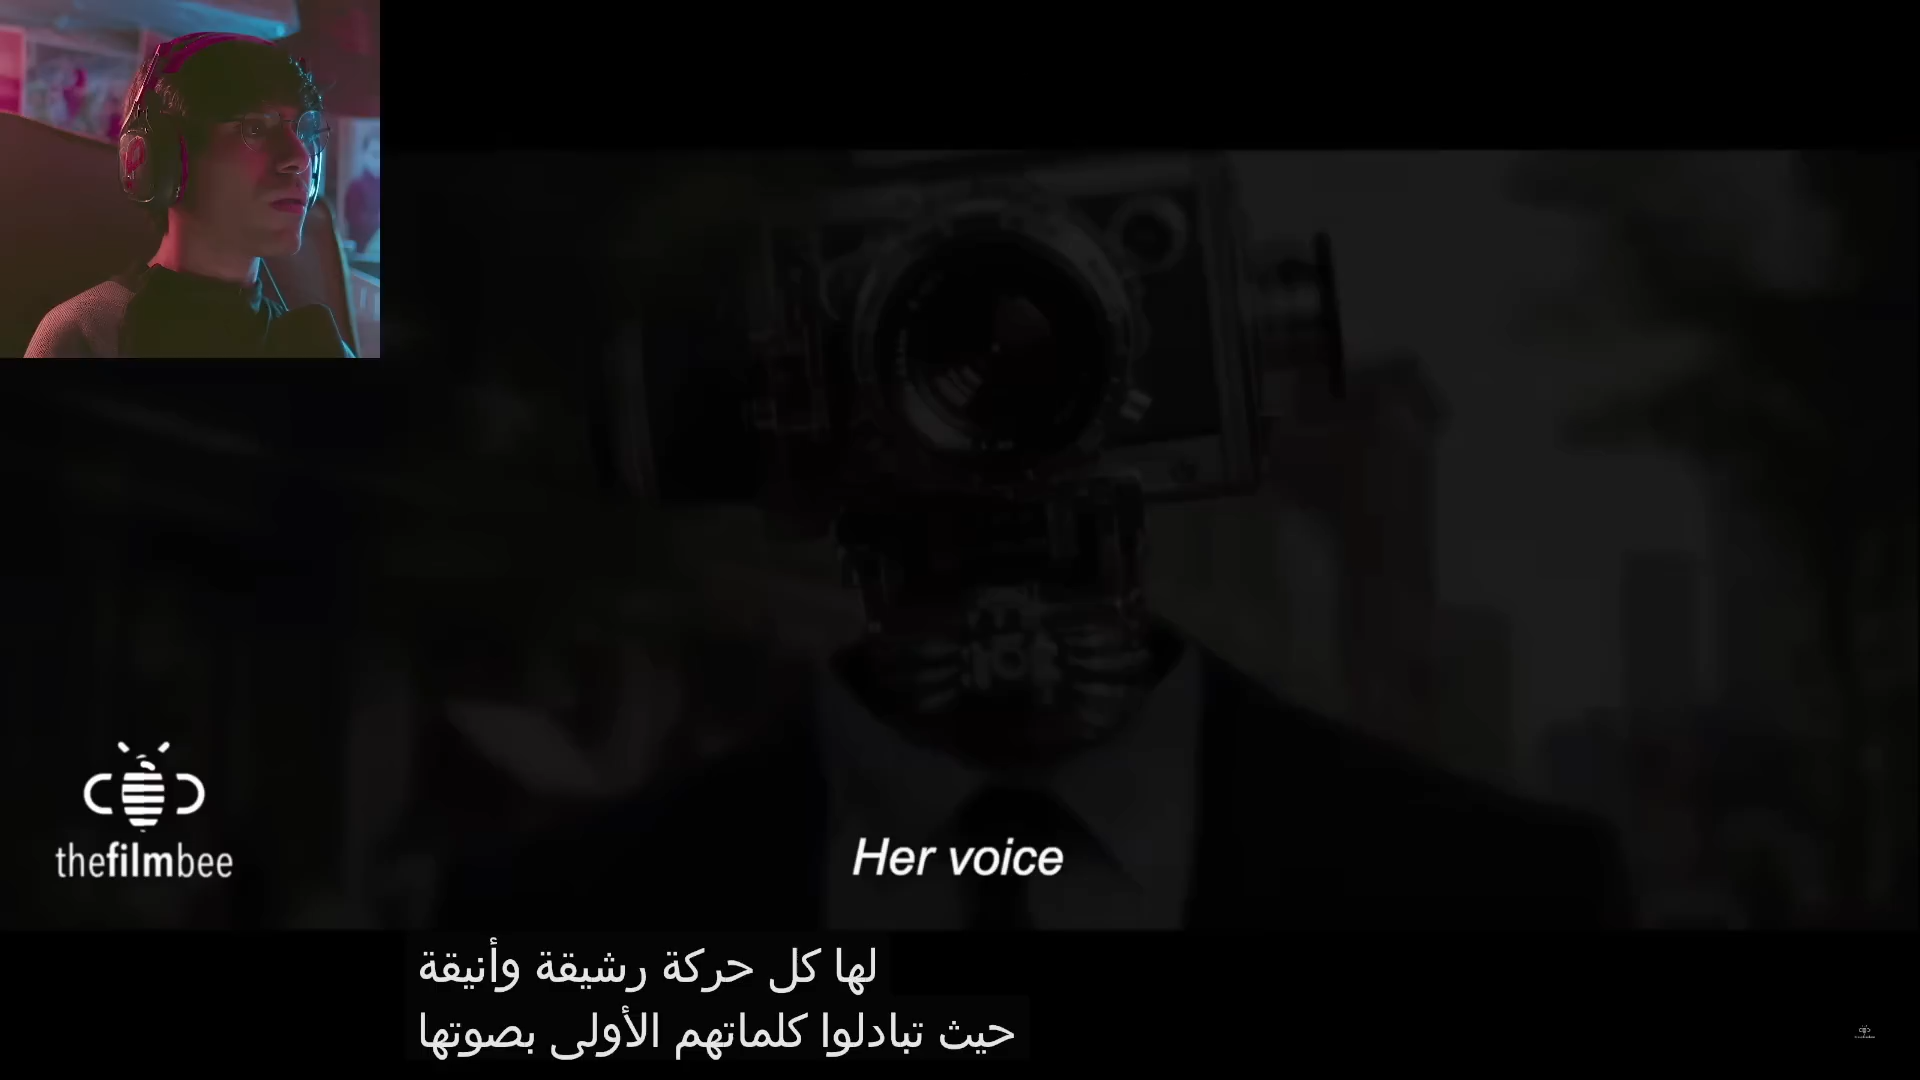 thefilmbee
Her voice
لها كل حركة رشيقة وأنيقة
حيث تبادلوا كلماتهم الأولى بصوتها